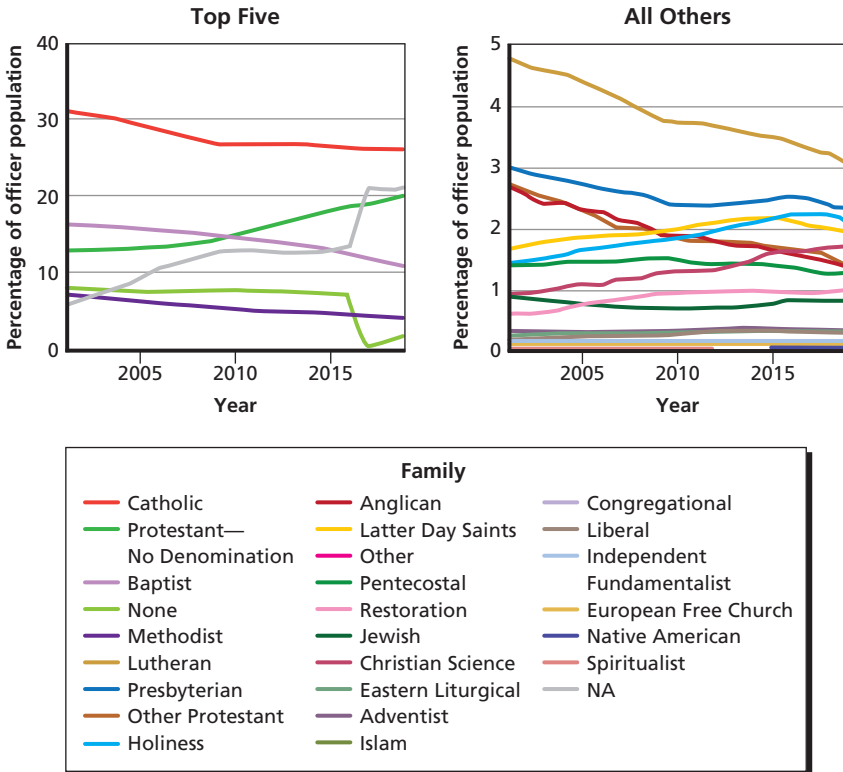 Top Five
Percentage of officer population
40
30
20
10
0
2005 2010 2015
Year
All Others
Percentage of officer population
5
4
3
2
1
0
2005 2010 2015
Year
Family
Catholic
Protestant—
No Denomination
Baptist
None
Methodist
Lutheran
Presbyterian
Other Protestant
Holiness
Anglican
Latter Day Saints
Other
Pentecostal
Restoration
Jewish
Christian Science
Eastern Liturgical
Adventist
Islam
Congregational
Liberal
Independent
Fundamentalist
European Free Church
Native American
Spiritualist
NA